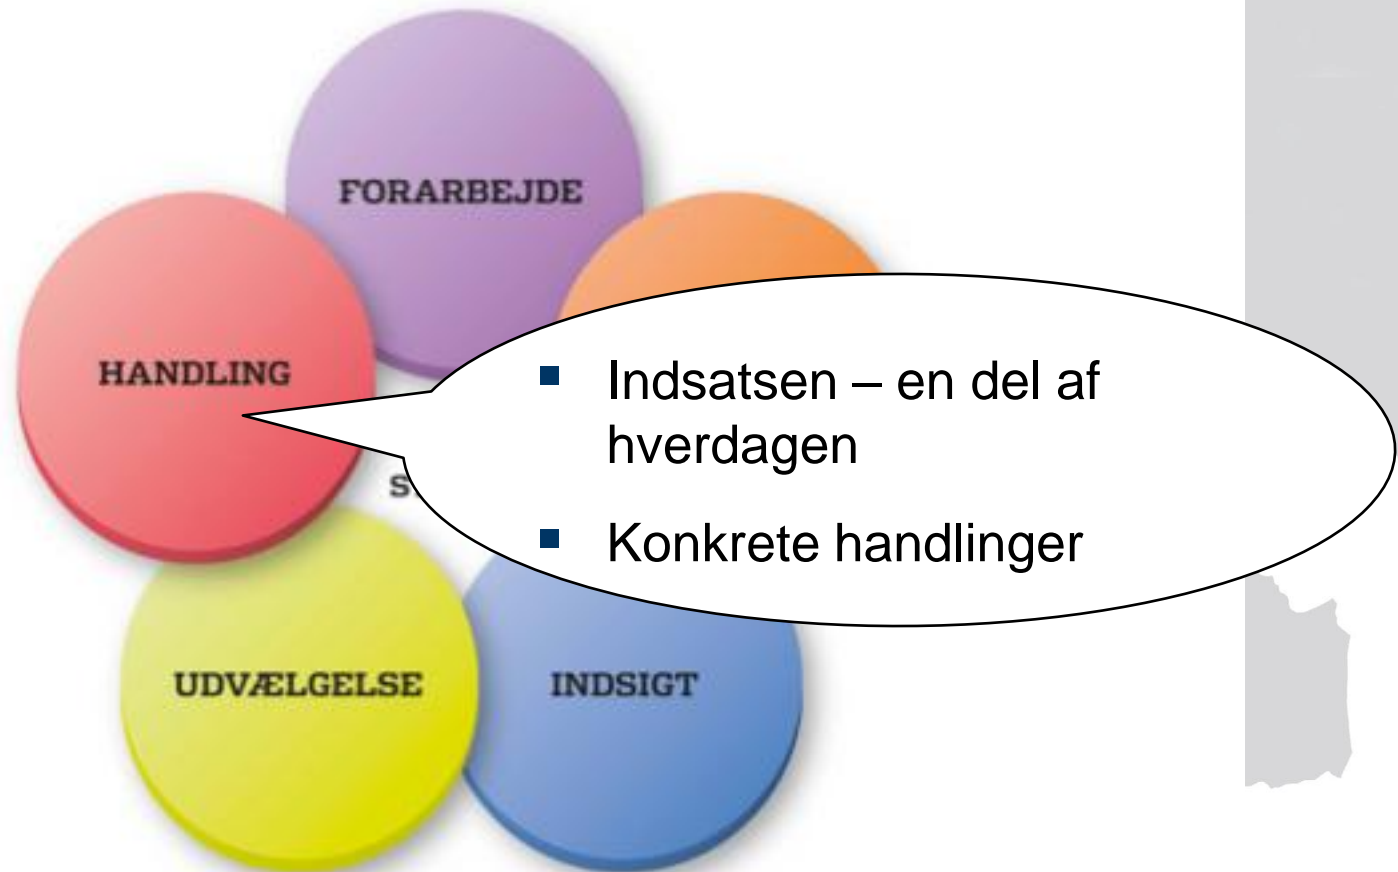 FORARBEJDE
HANDLING
■ Indsatsen – en del af
hverdagen
■ Konkrete handlinger
UDVÆLGELSE
INDSIGT